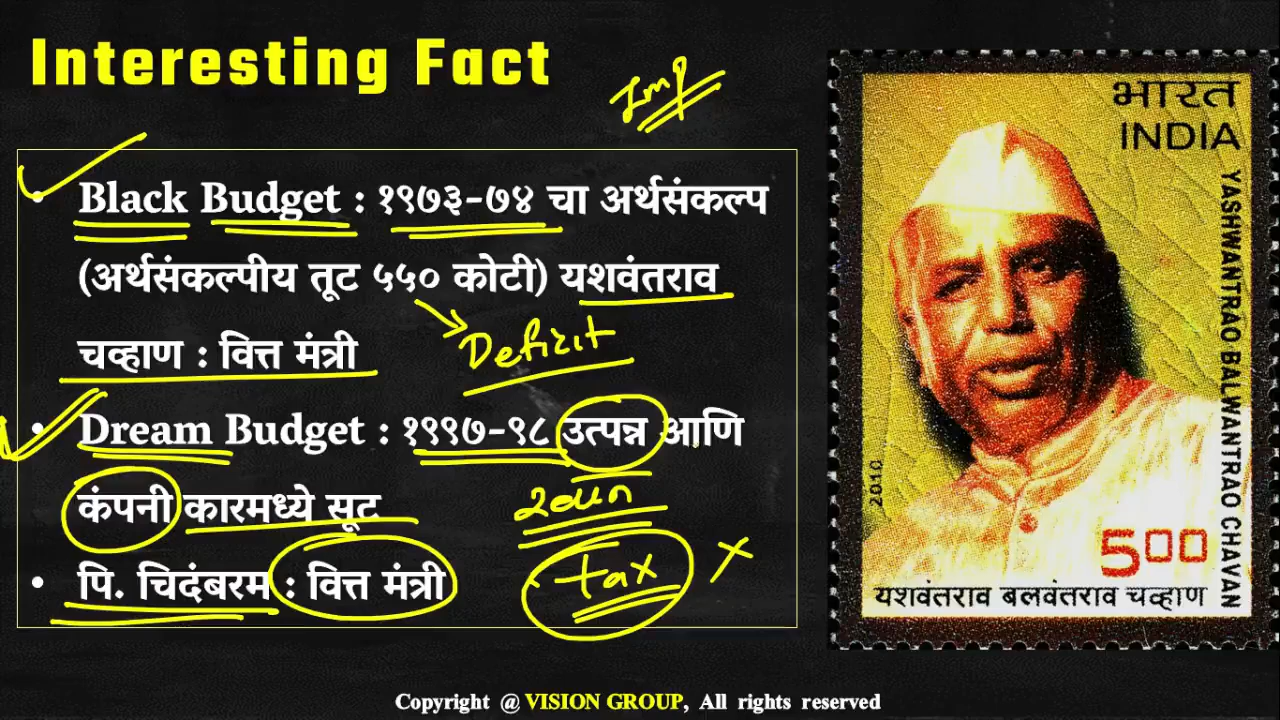 Interesting Fact
Imp
• Black Budget : १९७३-७४ चा अर्थसंकल्प
(अर्थसंकल्पीय तूट ५५० कोटी) यशवंतराव
चव्हाण : वित्त मंत्री
Deficit
• Dream Budget : १९९७-९८ उत्पन्न आणि
कंपनी कारमध्ये सूट
• पि. चिदंबरम : वित्त मंत्री
tax
भारत
INDIA
YASHWANTRAO BALWANTRAO CHAVAN
2010
500
यशवंतराव बलवंतराव चव्हाण
Copyright @ VISION GROUP, All rights reserved